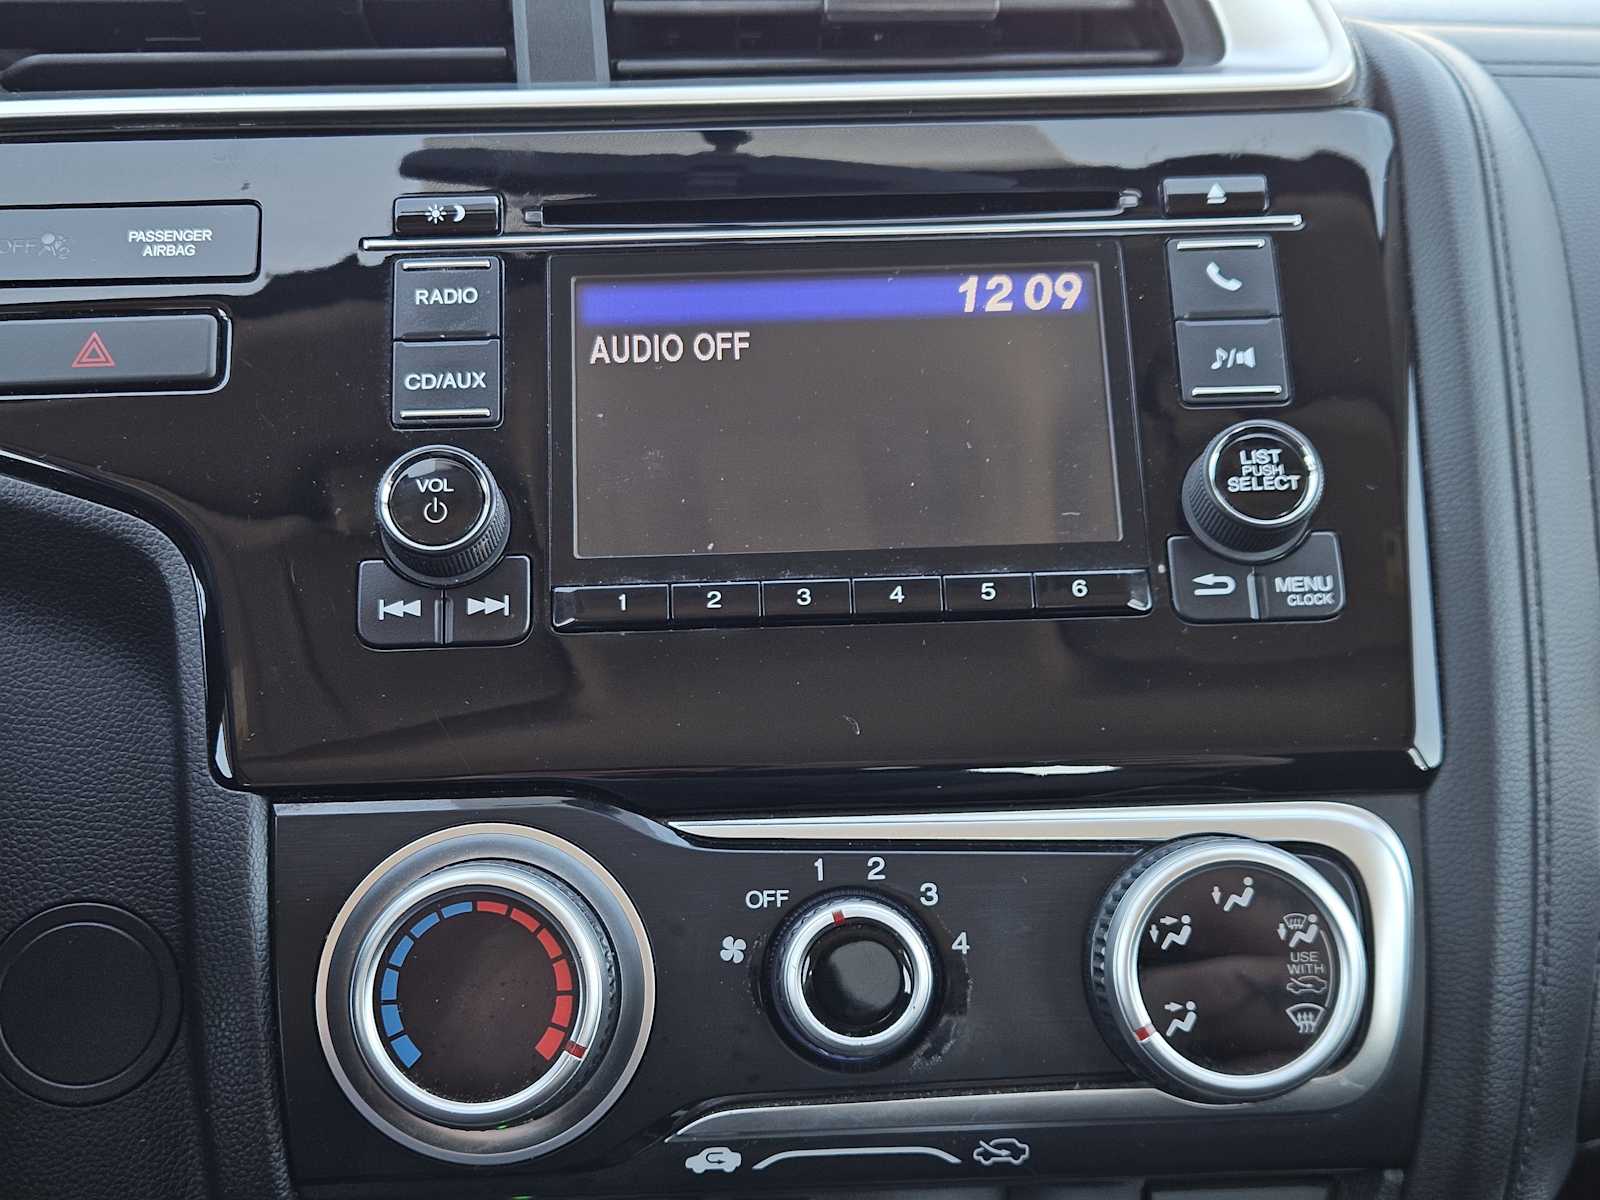 OFF
PASSENGER
AIRBAG
RADIO
CD/AUX
12 09
AUDIO OFF
VOL
LIST
PUSH
SELECT
1 2 3 4 5 6
MENU
CLOCK
OFF 1 2 3 4
USE
WITH